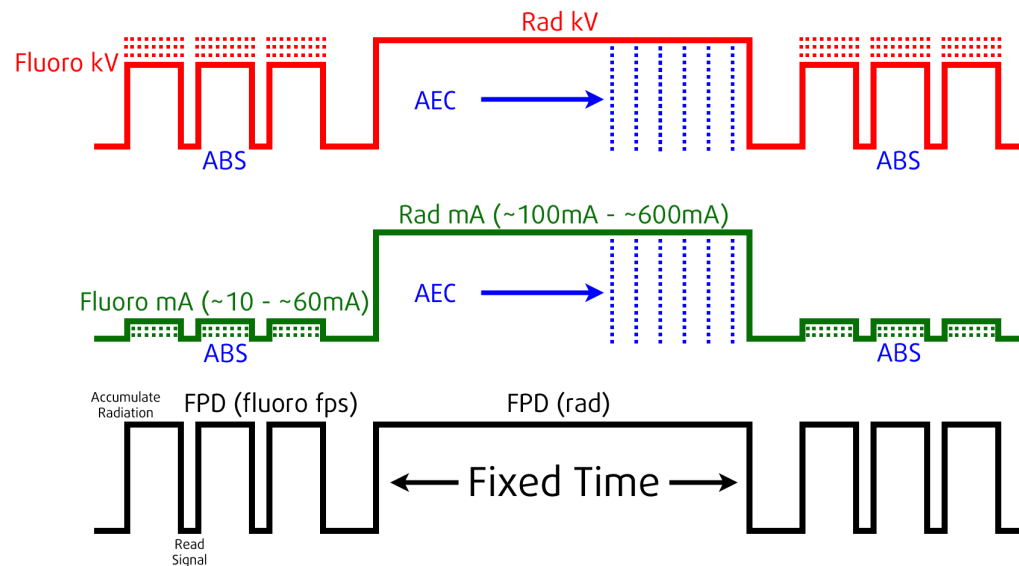 Rad kV
Fluoro kV
AEC
ABS
ABS
Rad mA (~100mA - ~600mA)
AEC
Fluoro mA (~10 - ~60mA)
ABS
ABS
Accumulate
Radiation
FPD (fluoro fps)
FPD (rad)
Fixed Time
Read
Signal